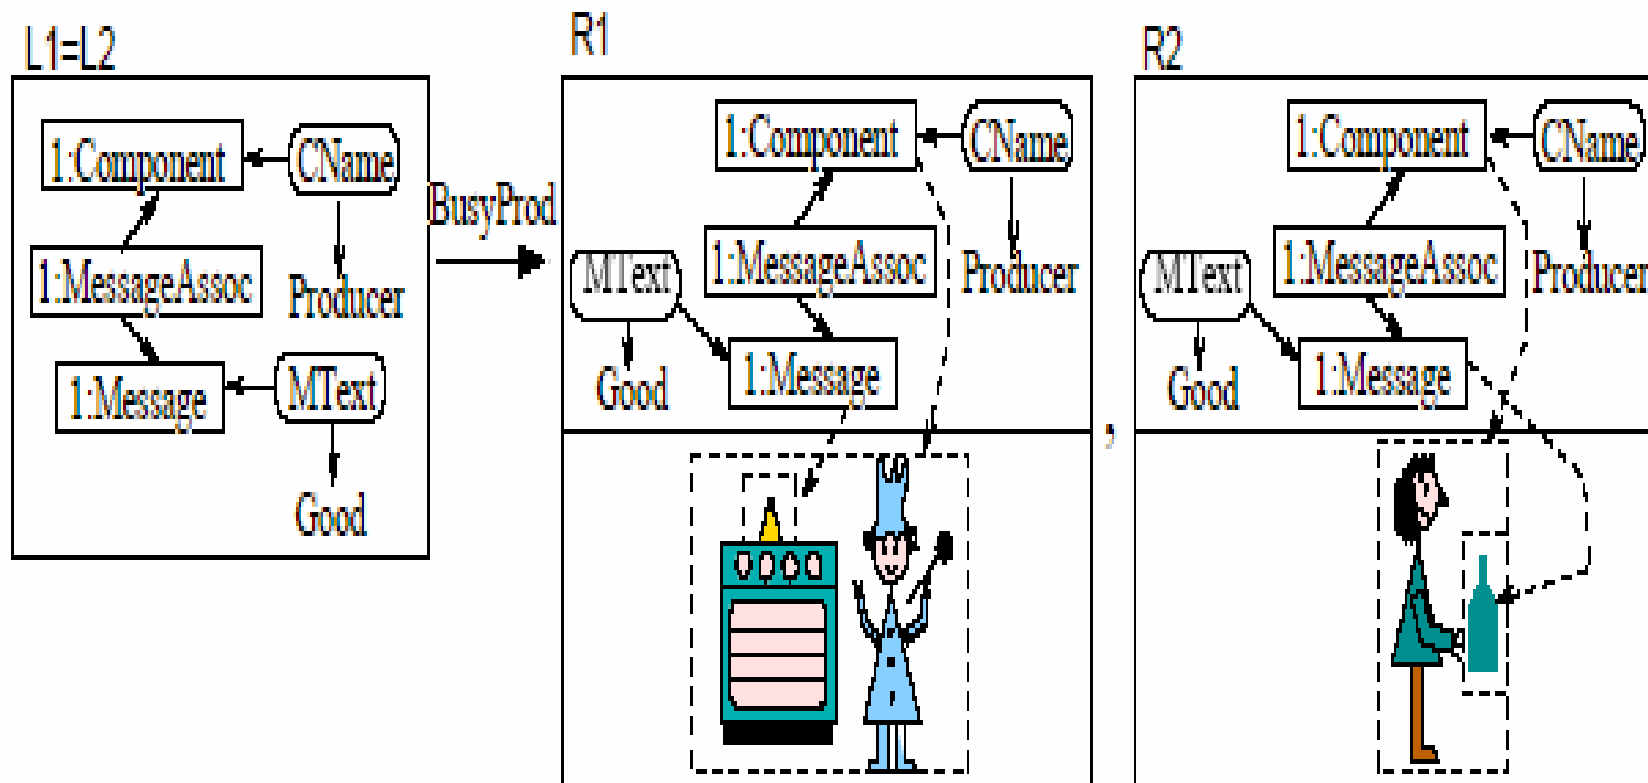 L1=L2
1:Component
CName
1:MessageAssoc
Producer
1:Message
MText
Good
BusyProd
R1
1:Component
CName
MText
1:MessageAssoc
Producer
Good
1:Message
,
R2
1:Component
CName
MText
1:MessageAssoc
Producer
Good
1:Message